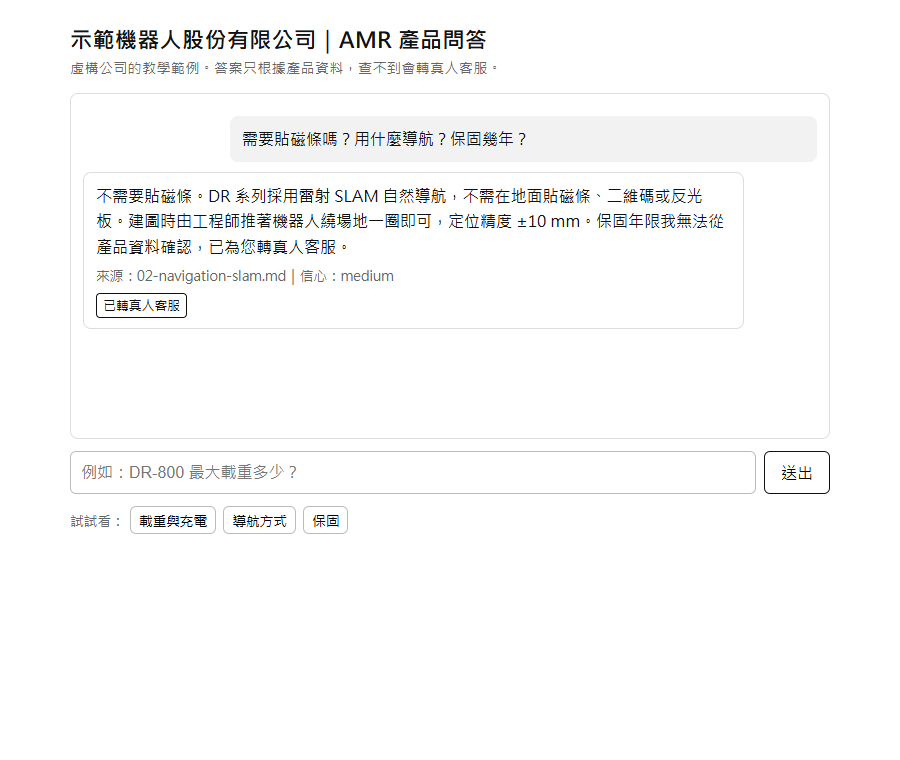 示範機器人股份有限公司｜AMR 產品問答
虛構公司的教學範例。答案只根據產品資料，查不到會轉真人客服。
需要貼磁條嗎？用什麼導航？保固幾年？
不需要貼磁條。DR 系列採用雷射 SLAM 自然導航，不需在地面貼磁條、二維碼或反光
板。建圖時由工程師推著機器人繞場地一圈即可，定位精度 ±10 mm。保固年限我無法從
產品資料確認，已為您轉真人客服。
來源：02-navigation-slam.md｜信心：medium
已轉真人客服
例如：DR-800 最大載重多少？
送出
試試看： 載重與充電 導航方式 保固